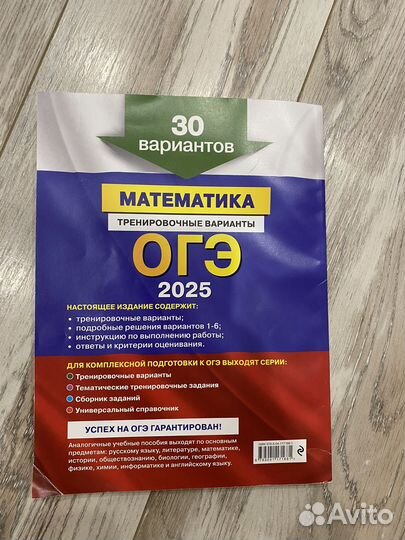 30
вариантов
МАТЕМАТИКА
ТРЕНИРОВОЧНЫЕ ВАРИАНТЫ
ОГЭ
2025
НАСТОЯЩЕЕ ИЗДАНИЕ СОДЕРЖИТ:
• тренировочные варианты;
• подробные решения вариантов 1-6;
• инструкцию по выполнению работы;
• ответы и критерии оценивания.
ДЛЯ КОМПЛЕКСНОЙ ПОДГОТОВКИ К ОГЭ ВЫХОДЯТ СЕРИИ:
Тренировочные варианты
Тематические тренировочные задания
Сборник заданий
Универсальный справочник
УСПЕХ НА ОГЭ ГАРАНТИРОВАН!
Аналогичные учебные пособия выходят по основным
предметам: русскому языку, литературе, математике,
истории, обществознанию, биологии, географии,
физике, химии, информатике и английскому языку.
Avito